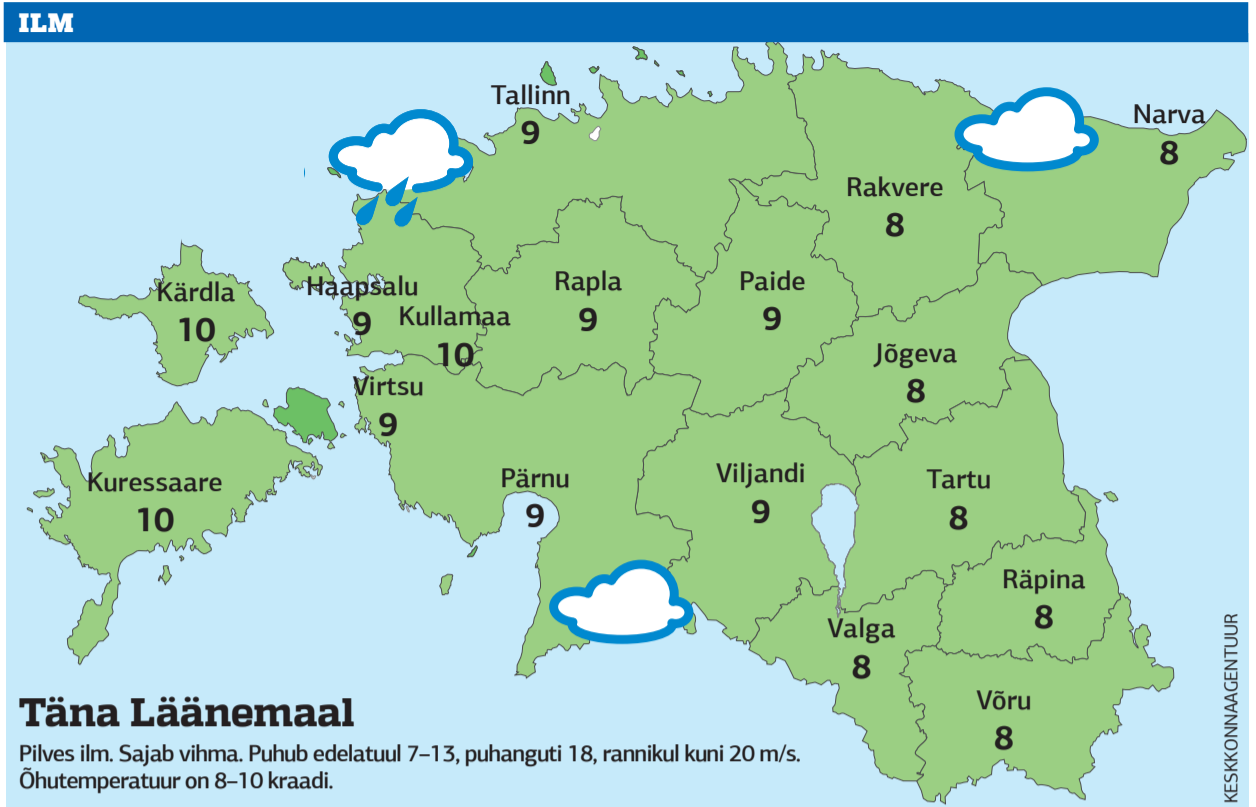 ILM
Tallinn
9
Narva
8
Rakvere
8
Kärdla
10
Haapsalu
9
Kullamaa
10
Rapla
9
Paide
9
Jõgeva
8
Virtsu
9
Kuressaare
10
Pärnu
9
Viljandi
9
Tartu
8
Räpina
8
Valga
8
Võru
8
Täna Läänemaal
Pilves ilm. Sajab vihma. Puhub edelatuul 7–13, puhanguti 18, rannikul kuni 20 m/s.
Õhutemperatuur on 8–10 kraadi.
KESKKONNAAGENTUUR